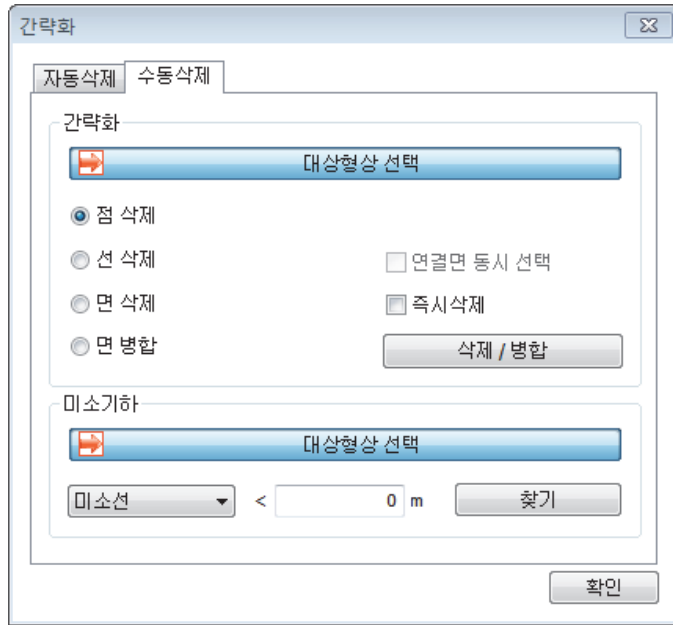 간략화
자동삭제 수동삭제
간략화
대상형상 선택
점 삭제
선 삭제 연결면 동시 선택
면 삭제 즉시삭제
면 병합 삭제 / 병합
미소기하
대상형상 선택
미소선 < 0 m 찾기
확인